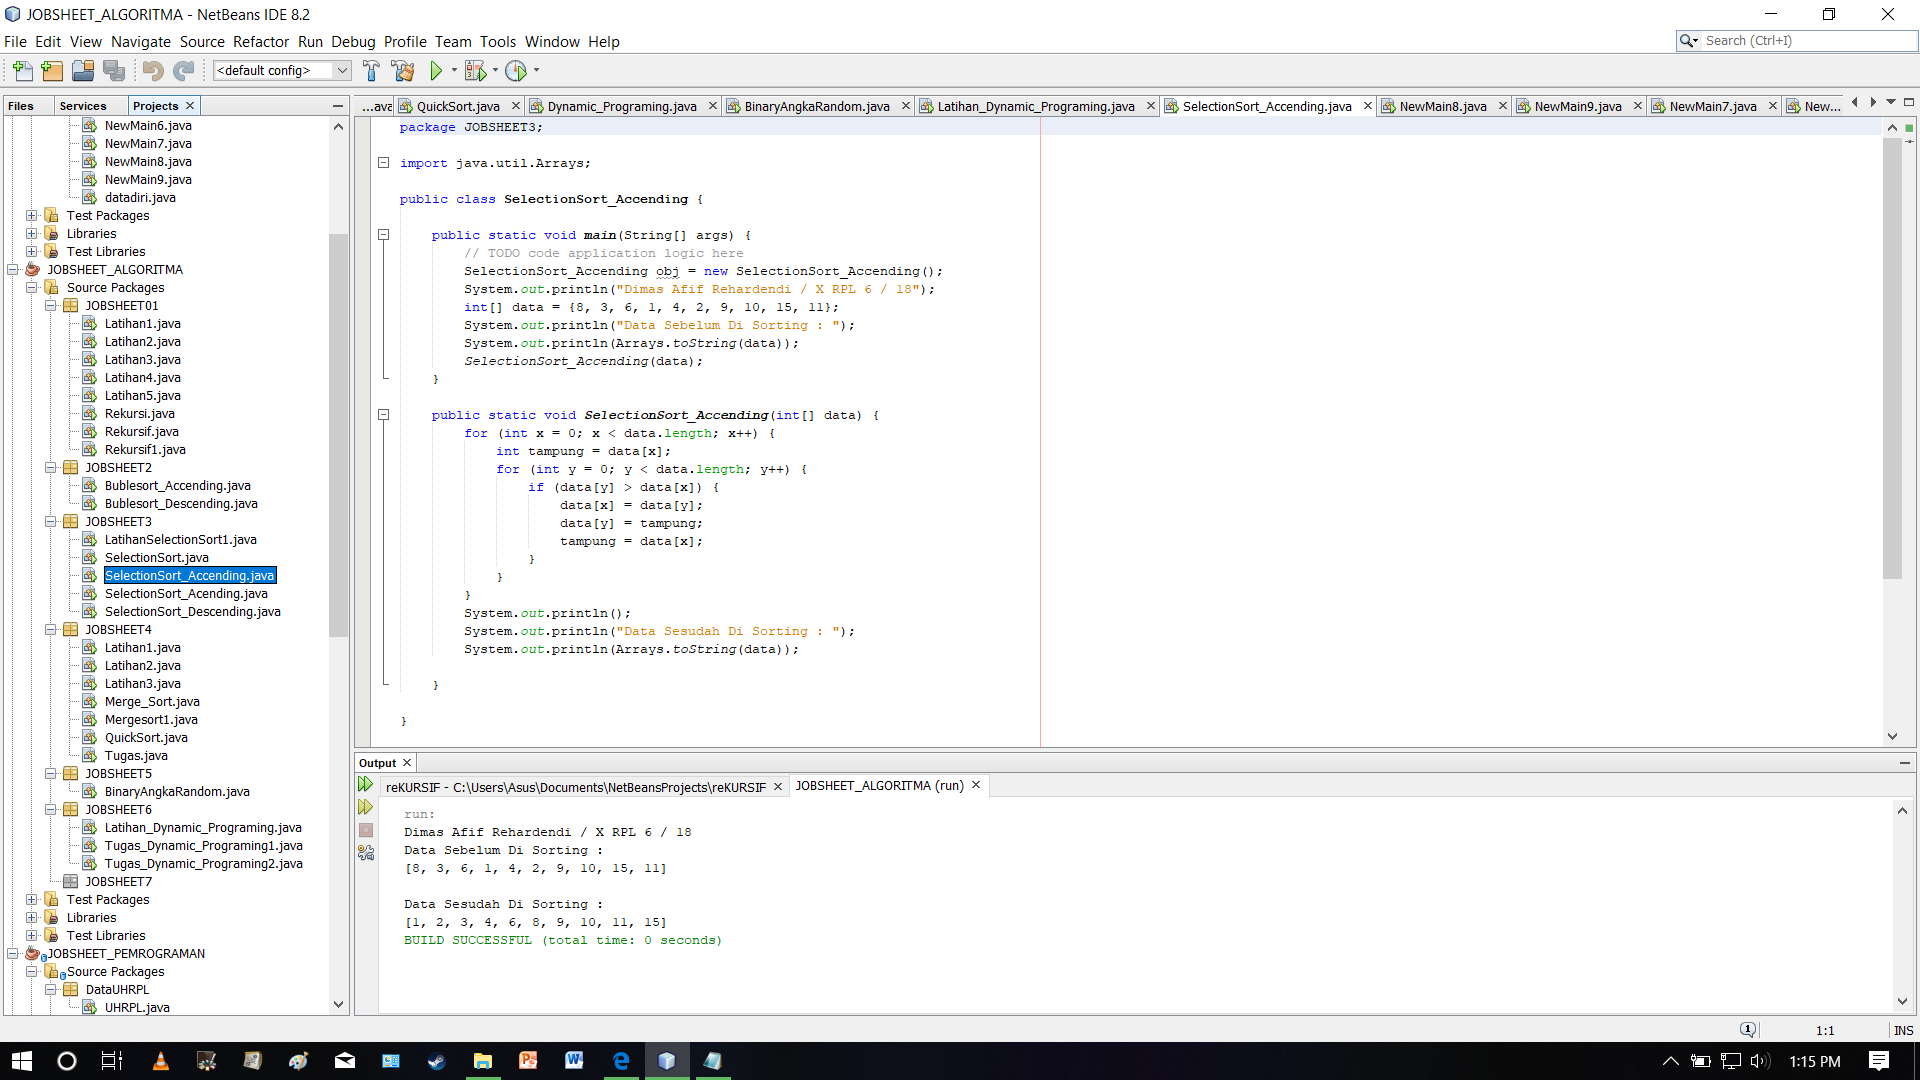 JOBSHEET_ALGORITMA - NetBeans IDE 8.2
File Edit View Navigate Source Refactor Run Debug Profile Team Tools Window Help
Search (Ctrl+I)
<default config>
Files Services Projects
NewMain6.java
NewMain7.java
NewMain8.java
NewMain9.java
datadiri.java
Test Packages
Libraries
Test Libraries
JOBSHEET_ALGORITMA
Source Packages
JOBSHEET01
Latihan1.java
Latihan2.java
Latihan3.java
Latihan4.java
Latihan5.java
Rekursi.java
Rekursif.java
Rekursif1.java
JOBSHEET2
Bublesort_Accending.java
Bublesort_Descending.java
JOBSHEET3
LatihanSelectionSort1.java
SelectionSort.java
SelectionSort_Accending.java
SelectionSort_Acending.java
SelectionSort_Descending.java
JOBSHEET4
Latihan1.java
Latihan2.java
Latihan3.java
Merge_Sort.java
Mergesort1.java
QuickSort.java
Tugas.java
JOBSHEET5
BinaryAngkaRandom.java
JOBSHEET6
Latihan_Dynamic_Programing.java
Tugas_Dynamic_Programing1.java
Tugas_Dynamic_Programing2.java
JOBSHEET7
Test Packages
Libraries
Test Libraries
JOBSHEET_PEMROGRAMAN
Source Packages
DataUHRPL
UHRPL.java
...ava QuickSort.java Dynamic_Programing.java BinaryAngkaRandom.java Latihan_Dynamic_Programing.java SelectionSort_Accending.java NewMain8.java NewMain9.java NewMain7.java New...
package JOBSHEET3;
import java.util.Arrays;
public class SelectionSort_Accending {
public static void main(String[] args) {
// TODO code application logic here
SelectionSort_Accending obj = new SelectionSort_Accending();
System.out.println("Dimas Afif Rehardendi / X RPL 6 / 18");
int[] data = {8, 3, 6, 1, 4, 2, 9, 10, 15, 11};
System.out.println("Data Sebelum Di Sorting : ");
System.out.println(Arrays.toString(data));
SelectionSort_Accending(data);
}
public static void SelectionSort_Accending(int[] data) {
for (int x = 0; x < data.length; x++) {
int tampung = data[x];
for (int y = 0; y < data.length; y++) {
if (data[y] > data[x]) {
data[x] = data[y];
data[y] = tampung;
tampung = data[x];
}
}
}
System.out.println();
System.out.println("Data Sesudah Di Sorting : ");
System.out.println(Arrays.toString(data));
}
}
Output
reKURSIF - C:\Users\Asus\Documents\NetBeansProjects\reKURSIF JOBSHEET_ALGORITMA (run)
run:
Dimas Afif Rehardendi / X RPL 6 / 18
Data Sebelum Di Sorting :
[8, 3, 6, 1, 4, 2, 9, 10, 15, 11]
Data Sesudah Di Sorting :
[1, 2, 3, 4, 6, 8, 9, 10, 11, 15]
BUILD SUCCESSFUL (total time: 0 seconds)
1:1 INS
1:15 PM